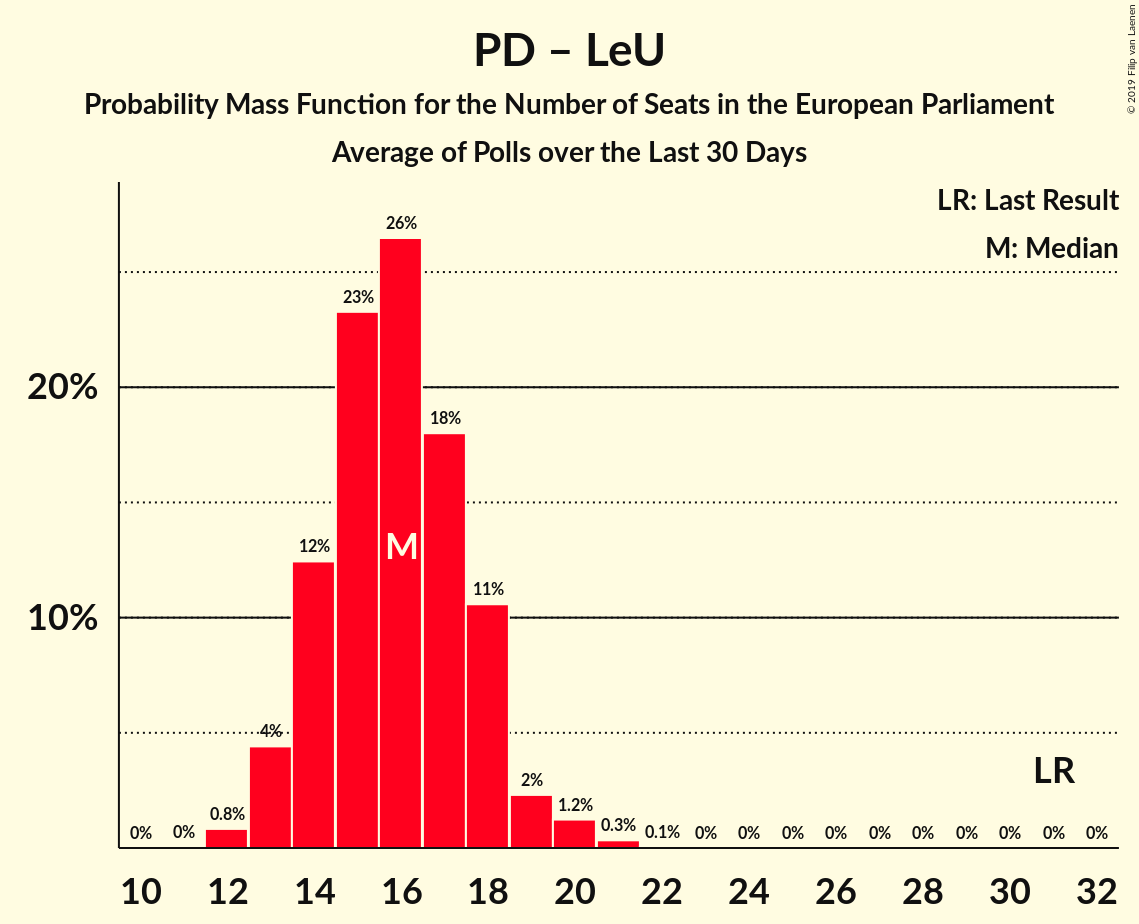 PD – LeU
Probability Mass Function for the Number of Seats in the European Parliament
Average of Polls over the Last 30 Days
© 2019 Filip van Laenen
LR: Last Result
M: Median
20%
10%
0%
0%
0.8%
4%
12%
23%
26%
18%
11%
2%
1.2%
0.3%
0.1%
0%
0%
0%
0%
0%
0%
0%
0%
0%
0%
M
LR
10 12 14 16 18 20 22 24 26 28 30 32